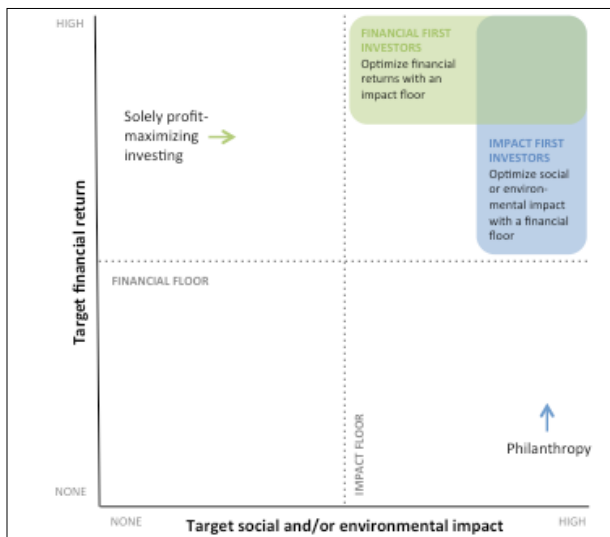 HIGH
FINANCIAL FIRST
INVESTORS
Optimize financial
returns with an
impact floor
Solely profit-
maximizing
investing
IMPACT FIRST
INVESTORS
Optimize social
or environ-
mental impact
with a financial
floor
Target financial return
FINANCIAL FLOOR
IMPACT FLOOR
Philanthropy
NONE
NONE
Target social and/or environmental impact
HIGH